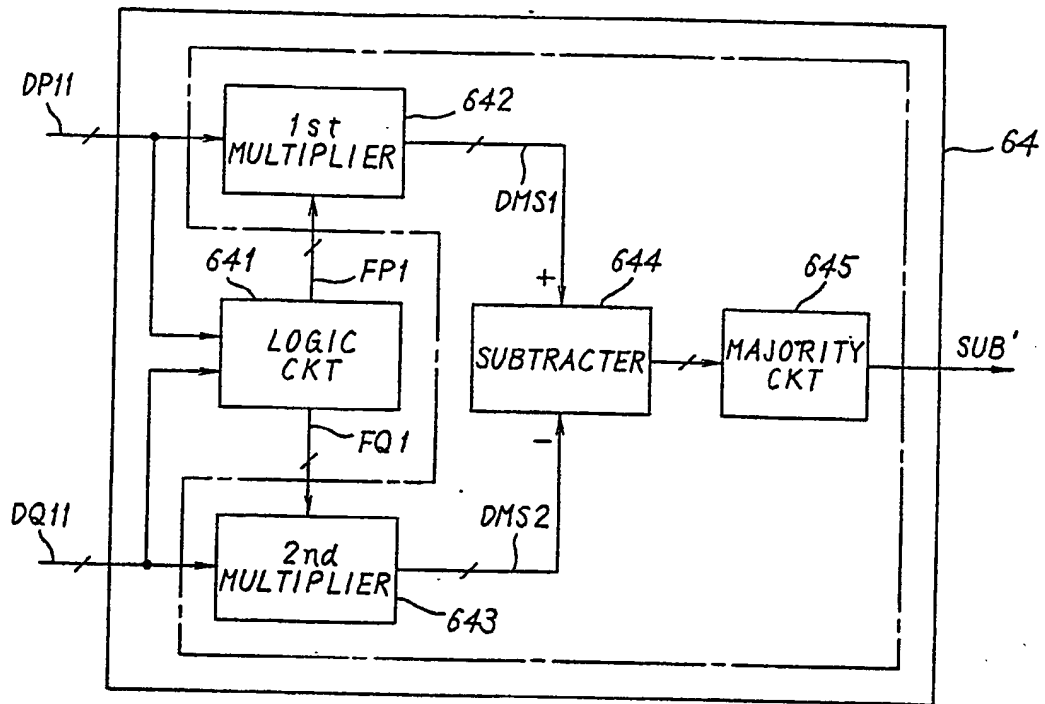 DP11
1st
MULTIPLIER
642
64
DMS1
641
FP1
+
644
645
LOGIC
CKT
SUBTRACTER
MAJORITY
CKT
SUB'
FQ1
-
DQ11
DMS2
2nd
MULTIPLIER
643